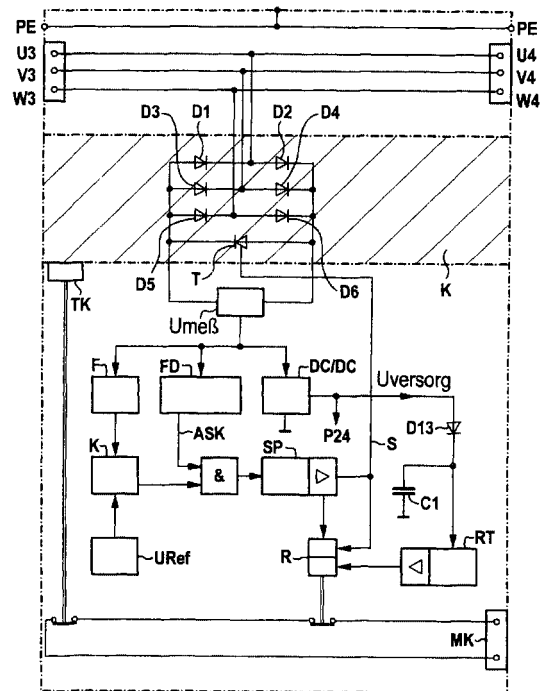 PE
PE
U3
U4
V3
V4
W3
W4
D3
D1
D2
D4
T
D5
D6
K
TK
Umeß
F
FD
DC/DC
Uversorg
ASK
P24
S
D13
K
&
SP
C1
URef
R
RT
MK